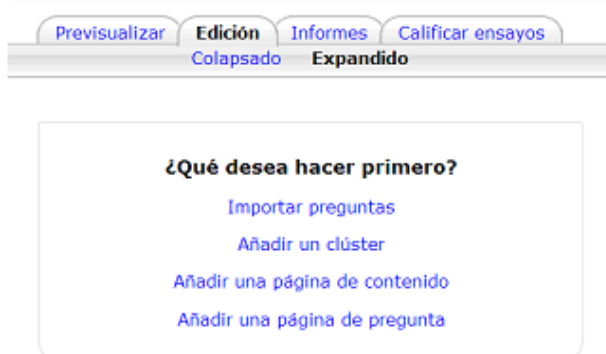 Previsualizar Edición Informes Calificar ensayos
Colapsado Expandido
¿Qué desea hacer primero?
Importar preguntas
Añadir un clúster
Añadir una página de contenido
Añadir una página de pregunta